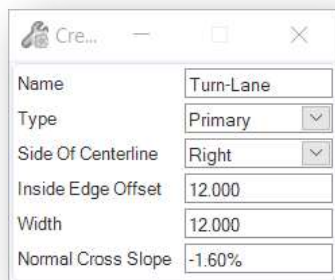 Cre...
Name Turn-Lane
Type Primary
Side Of Centerline Right
Inside Edge Offset 12.000
Width 12.000
Normal Cross Slope -1.60%